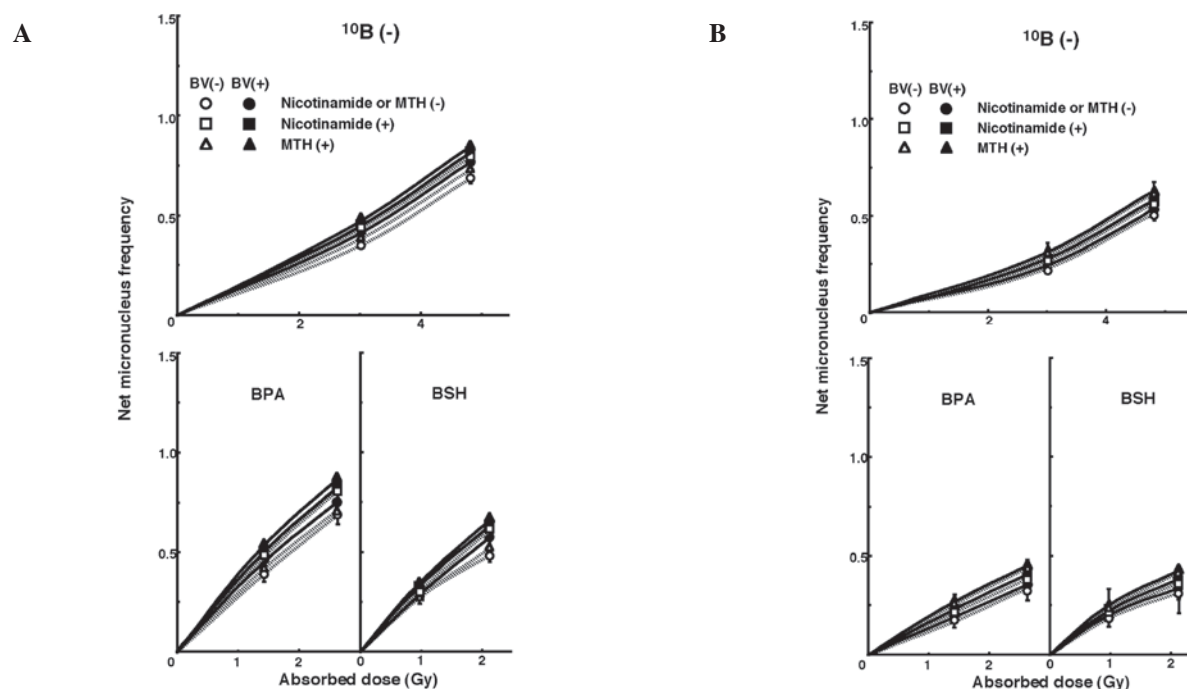 A
1.5
1.0
0.5
0
2
4
¹⁰B (-)
BV(-) BV(+)
Nicotinamide or MTH (-)
Nicotinamide (+)
MTH (+)
1.5
1.0
0.5
0
1
2
0
1
2
BPA
BSH
Net micronucleus frequency
Absorbed dose (Gy)
B
1.5
1.0
0.5
0
2
4
¹⁰B (-)
BV(-) BV(+)
Nicotinamide or MTH (-)
Nicotinamide (+)
MTH (+)
1.5
1.0
0.5
0
1
2
0
1
2
BPA
BSH
Net micronucleus frequency
Absorbed dose (Gy)